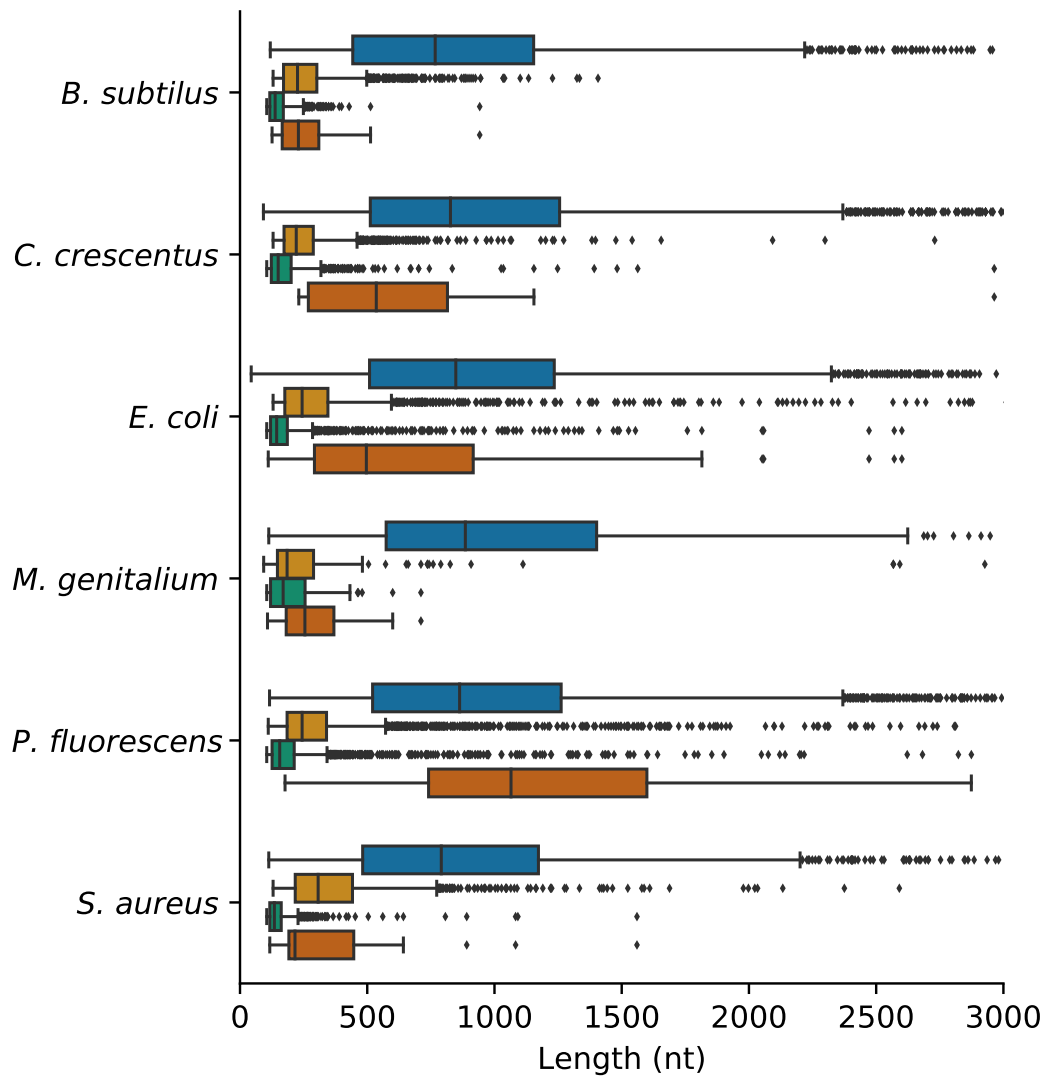 B. subtilus
C. crescentus
E. coli
M. genitalium
P. fluorescens
S. aureus
0 500 1000 1500 2000 2500 3000
Length (nt)